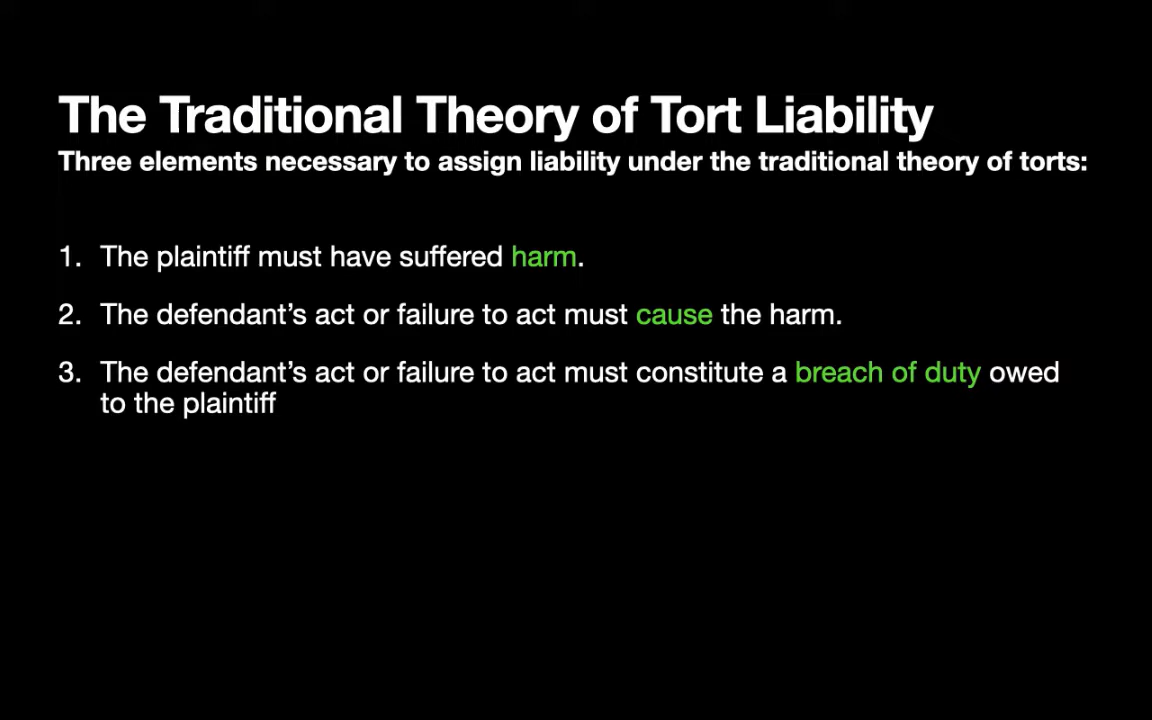 The Traditional Theory of Tort Liability
Three elements necessary to assign liability under the traditional theory of torts:
1. The plaintiff must have suffered harm.
2. The defendant’s act or failure to act must cause the harm.
3. The defendant’s act or failure to act must constitute a breach of duty owed
to the plaintiff